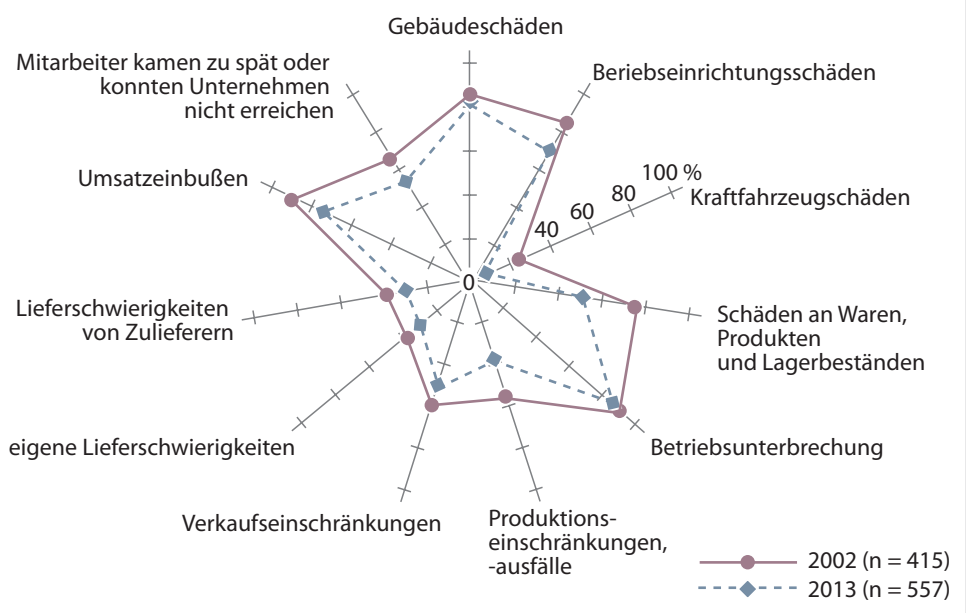 Gebäudeschäden
Mitarbeiter kamen zu spät oder
konnten Unternehmen
nicht erreichen
Beriebseinrichtungsschäden
Umsatzeinbußen
100 %
80
60
40
Kraftfahrzeugschäden
0
Lieferschwierigkeiten
von Zulieferern
Schäden an Waren,
Produkten
und Lagerbeständen
eigene Lieferschwierigkeiten
Betriebsunterbrechung
Verkaufseinschränkungen
Produktions-
einschränkungen,
-ausfälle
2002 (n = 415)
2013 (n = 557)